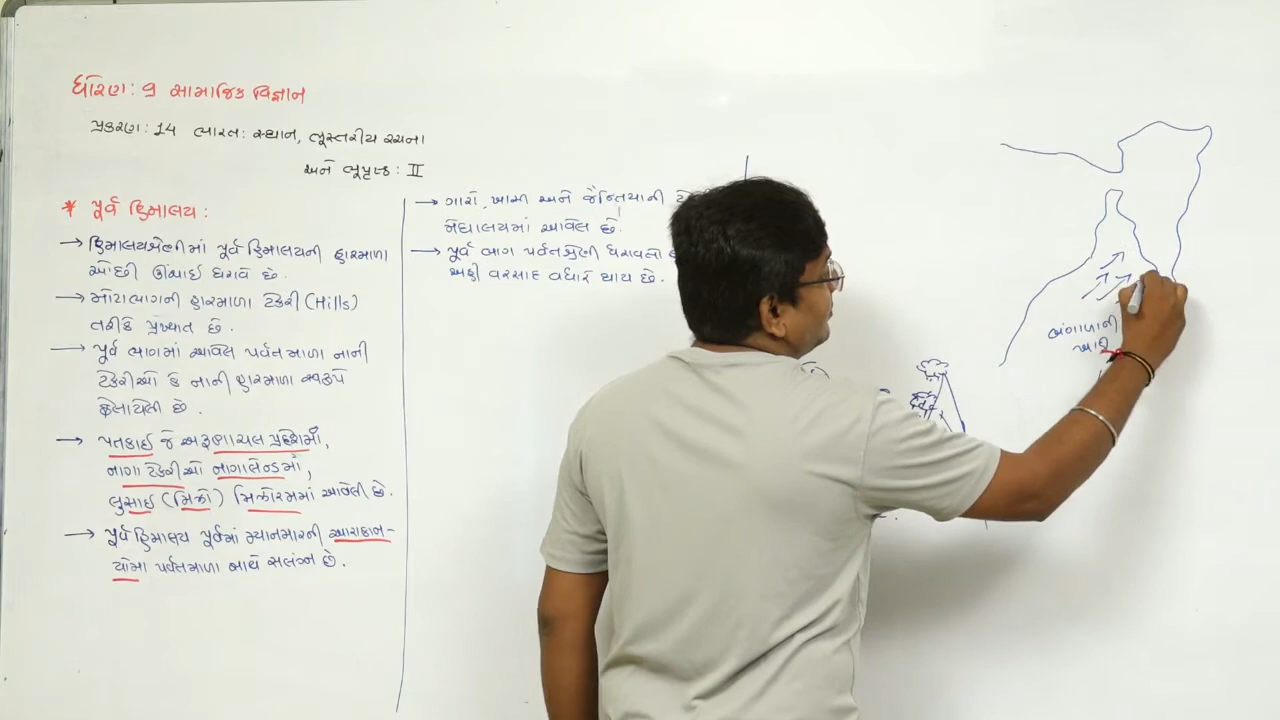 ધોરણ: 9 સામાજિક વિજ્ઞાન
પ્રકરણ: 14 ભારત: સ્થાન, ભૂસ્તરીય રચના
અને ભૂપૃષ્ઠ: II
* પૂર્વ હિમાલય:
→ હિમાલયશ્રેણીમાં પૂર્વ હિમાલયની હારમાળા
ઓછી ઊંચાઈ ધરાવે છે.
→ મોટાભાગની હારમાળા ટેકરી (Hills)
તરીકે પ્રખ્યાત છે.
→ પૂર્વ ભાગમાં આવેલ પર્વતમાળા નાની
ટેકરીઓ કે નાની હારમાળા સ્વરૂપે
ફેલાયેલી છે.
→ પતકાઈ જે અરૂણાચલ પ્રદેશમાં,
નાગા ટેકરીઓ નાગાલેન્ડમાં,
લુસાઈ (મિઝો) મિઝોરમમાં આવેલી છે.
→ પૂર્વ હિમાલય પૂર્વમાં મ્યાનમારની આરાકાન-
યોમા પર્વતમાળા સાથે સંલગ્ન છે.
→ ગારો, ખાસી અને જૈન્તિયાની
મેઘાલયમાં આવેલ છે.
→ પૂર્વ ભાગ પર્વતશ્રેણી ધરાવતો
અહી વરસાદ વધારે થાય છે.
બંગાળાની
ખાડી